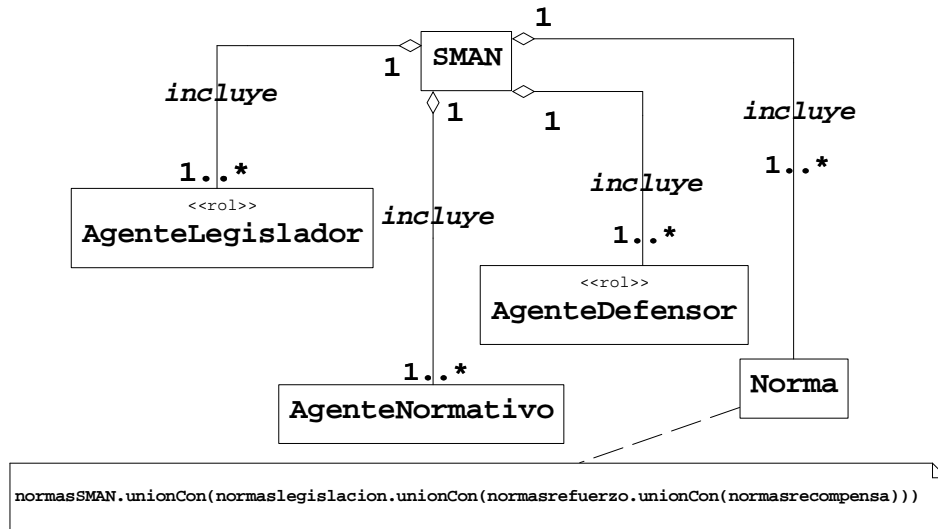 1
SMAN
1
1
1
incluye
incluye
1..*
1..*
incluye
<<rol>>
AgenteLegislador
incluye
1..*
<<rol>>
AgenteDefensor
1..*
Norma
AgenteNormativo
normasSMAN.unionCon(normaslegislacion.unionCon(normasrefuerzo.unionCon(normasrecompensa)))